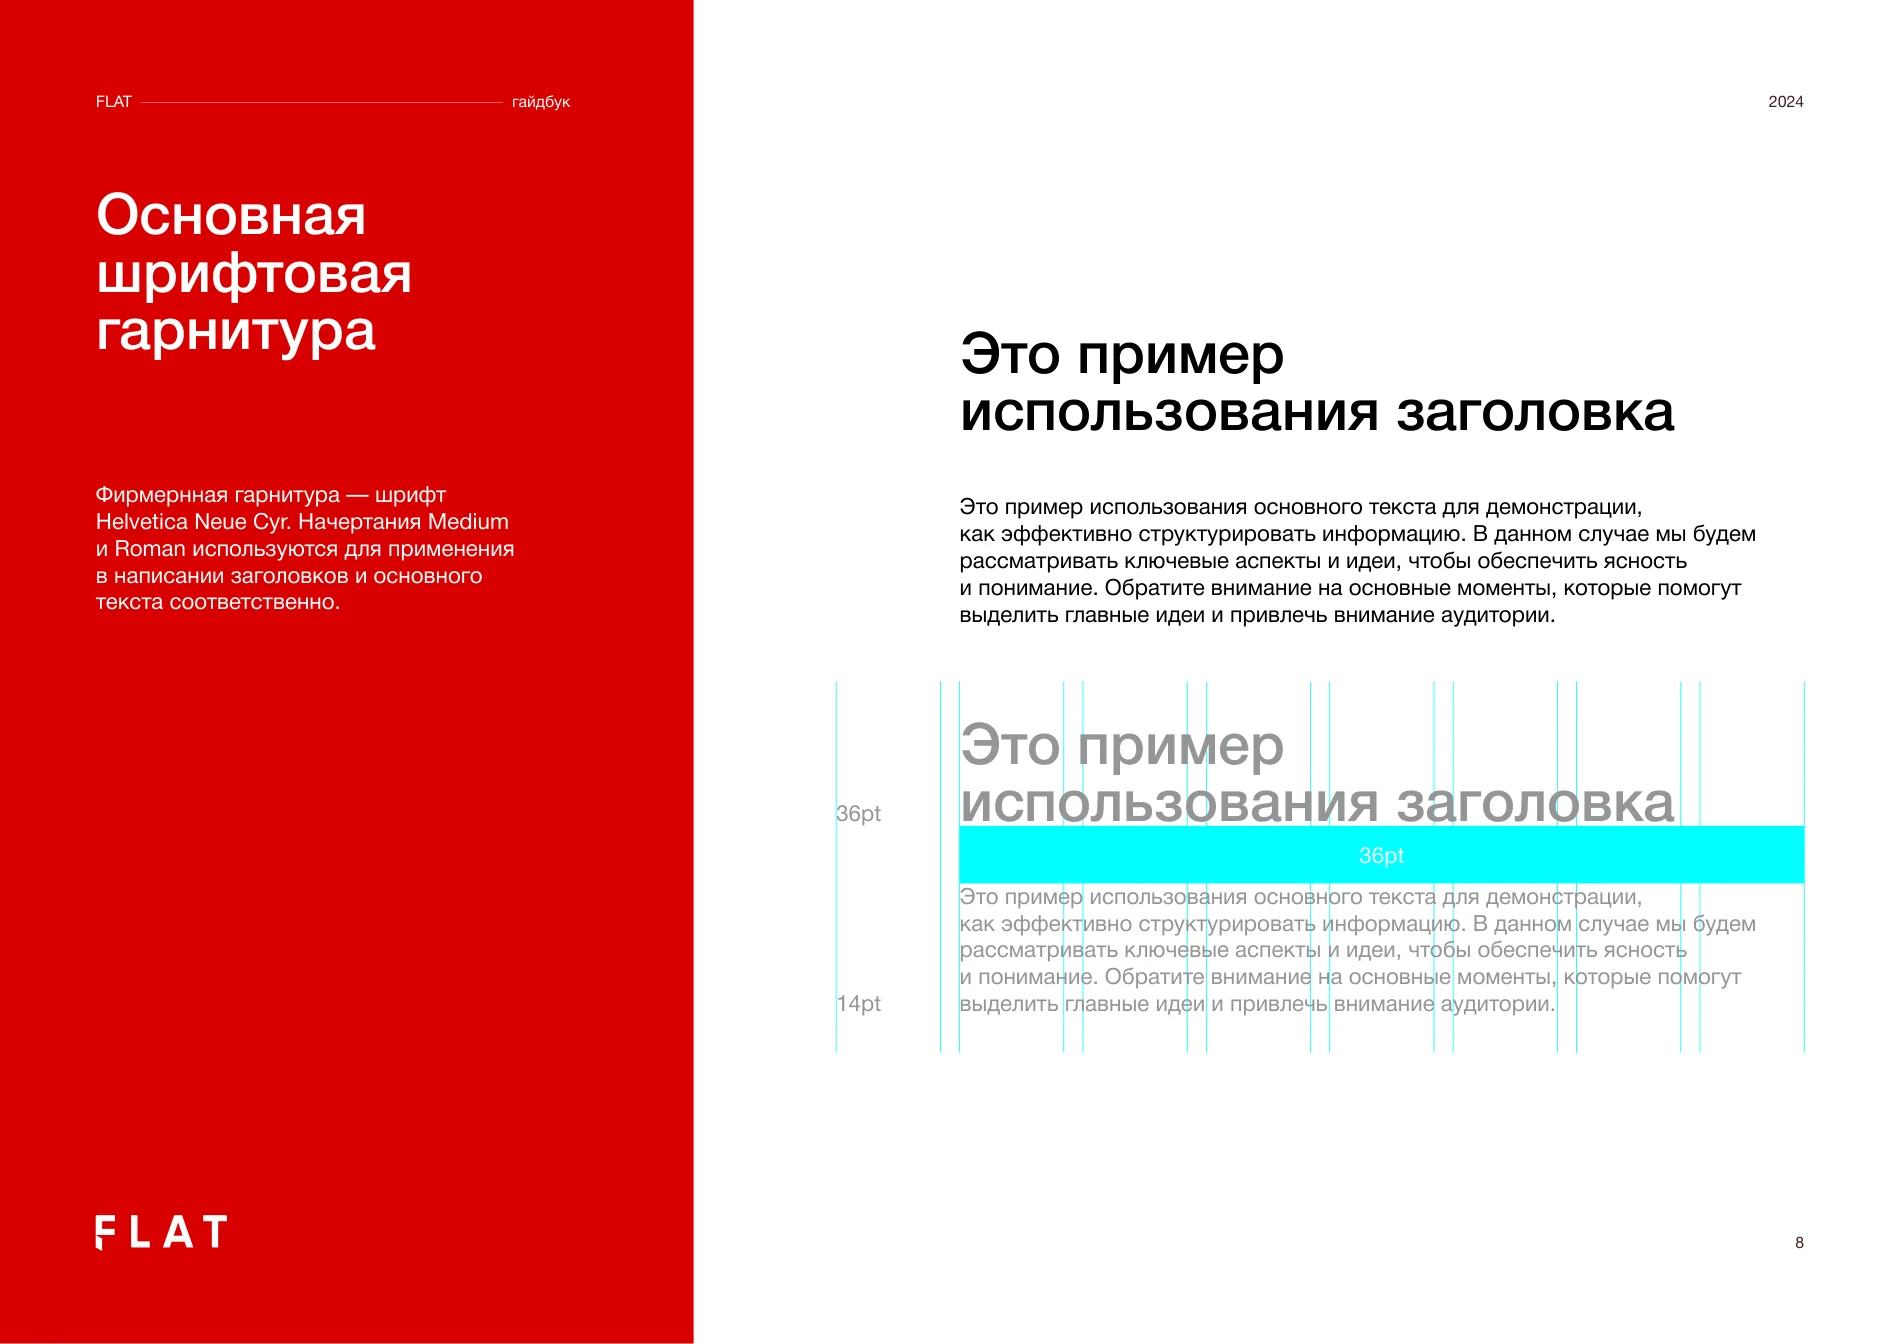 FLAT гайдбук
2024
Основная
шрифтовая
гарнитура
Фирмернная гарнитура — шрифт
Helvetica Neue Cyr. Начертания Medium
и Roman используются для применения
в написании заголовков и основного
текста соответственно.
Это пример
использования заголовка
Это пример использования основного текста для демонстрации,
как эффективно структурировать информацию. В данном случае мы будем
рассматривать ключевые аспекты и идеи, чтобы обеспечить ясность
и понимание. Обратите внимание на основные моменты, которые помогут
выделить главные идеи и привлечь внимание аудитории.
Это пример
36pt
использования заголовка
36pt
Это пример использования основного текста для демонстрации,
как эффективно структурировать информацию. В данном случае мы будем
рассматривать ключевые аспекты и идеи, чтобы обеспечить ясность
и понимание. Обратите внимание на основные моменты, которые помогут
14pt
выделить главные идеи и привлечь внимание аудитории.
FLAT
8